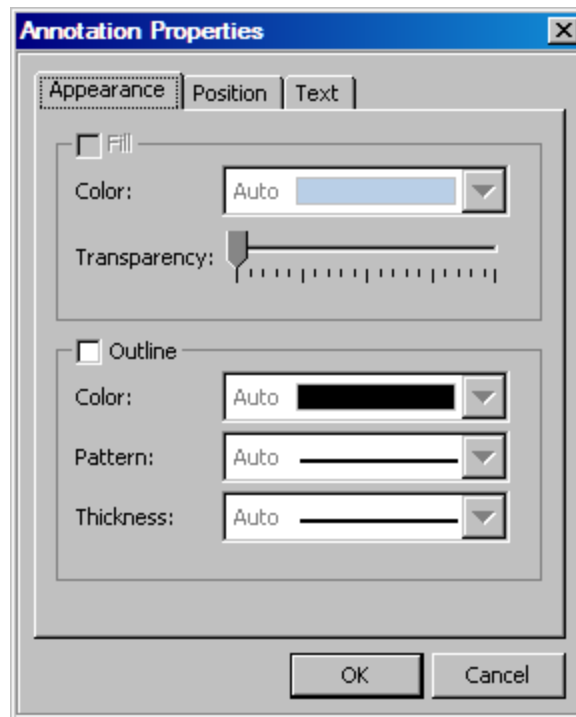 Annotation Properties
Appearance Position Text
Fill
Color: Auto
Transparency:
Outline
Color: Auto
Pattern: Auto
Thickness: Auto
OK Cancel